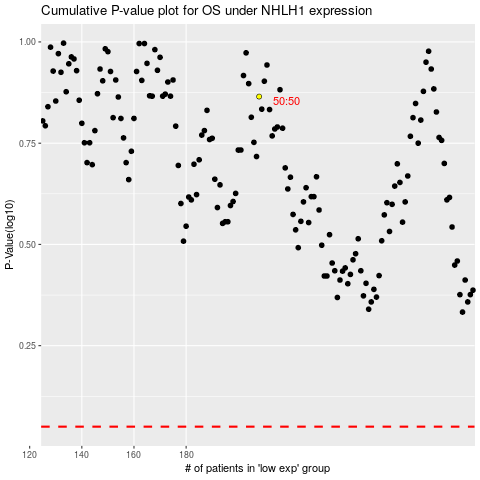 Cumulative P-value plot for OS under NHLH1 expression
1.00
50:50
0.75
P-Value(log10)
0.50
0.25
120 140 160 180
# of patients in 'low exp' group